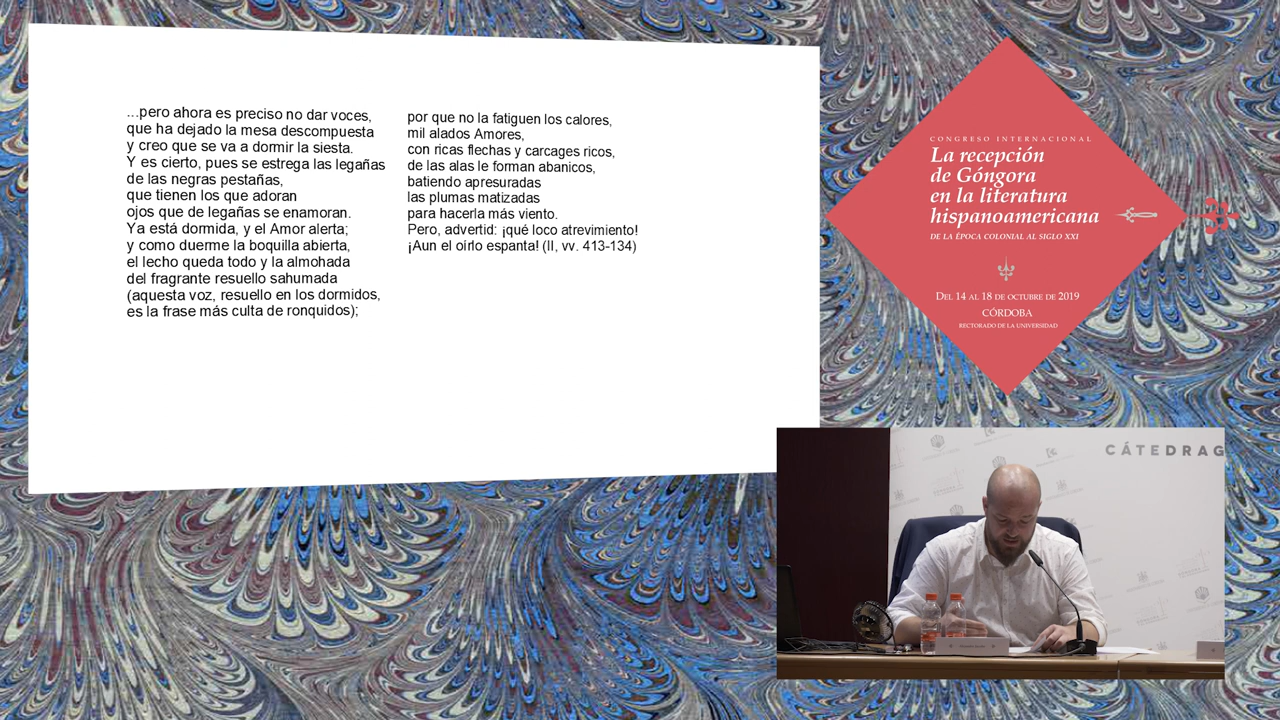 ...pero ahora es preciso no dar voces,
que ha dejado la mesa descompuesta
y creo que se va a domir la siesta.
Y es cierto, pues se estrega las legañas
de las negras pestañas,
que tienen los que adoran
ojos que de legañas se enamoran.
Ya está dormida, y el Amor alerta;
y como duerme la boquilla abierta,
el lecho queda todo y la almohada
del fragrante resuello sahumada
(aquesta voz, resuello en los dormidos,
es la frase más culta de ronquidos);
por que no la fatiguen los calores,
mil alados Amores,
con ricas flechas y carcages ricos,
de las alas le forman abanicos,
batiendo apresuradas
las plumas matizadas
para hacerla más viento.
Pero, advertid: ¡qué loco atrevimiento!
¡Aun el oirlo espanta! (II, vv. 413-134)
CONGRESO INTERNACIONAL
La recepción
de Góngora
en la literatura
hispanoamericana
DE LA ÉPOCA COLONIAL AL SIGLO XXI
DEL 14 AL 18 DE OCTUBRE DE 2019
CÓRDOBA
RECTORADO DE LA UNIVERSIDAD
CÁTEDRAG